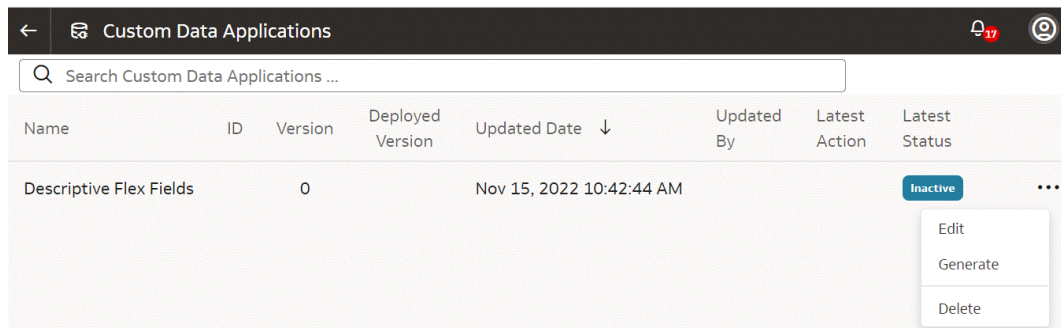 Custom Data Applications
17
Search Custom Data Applications ...
Name ID Version Deployed Version Updated Date ↓ Updated By Latest Action Latest Status
Descriptive Flex Fields 0 Nov 15, 2022 10:42:44 AM Inactive ...
Edit
Generate
Delete